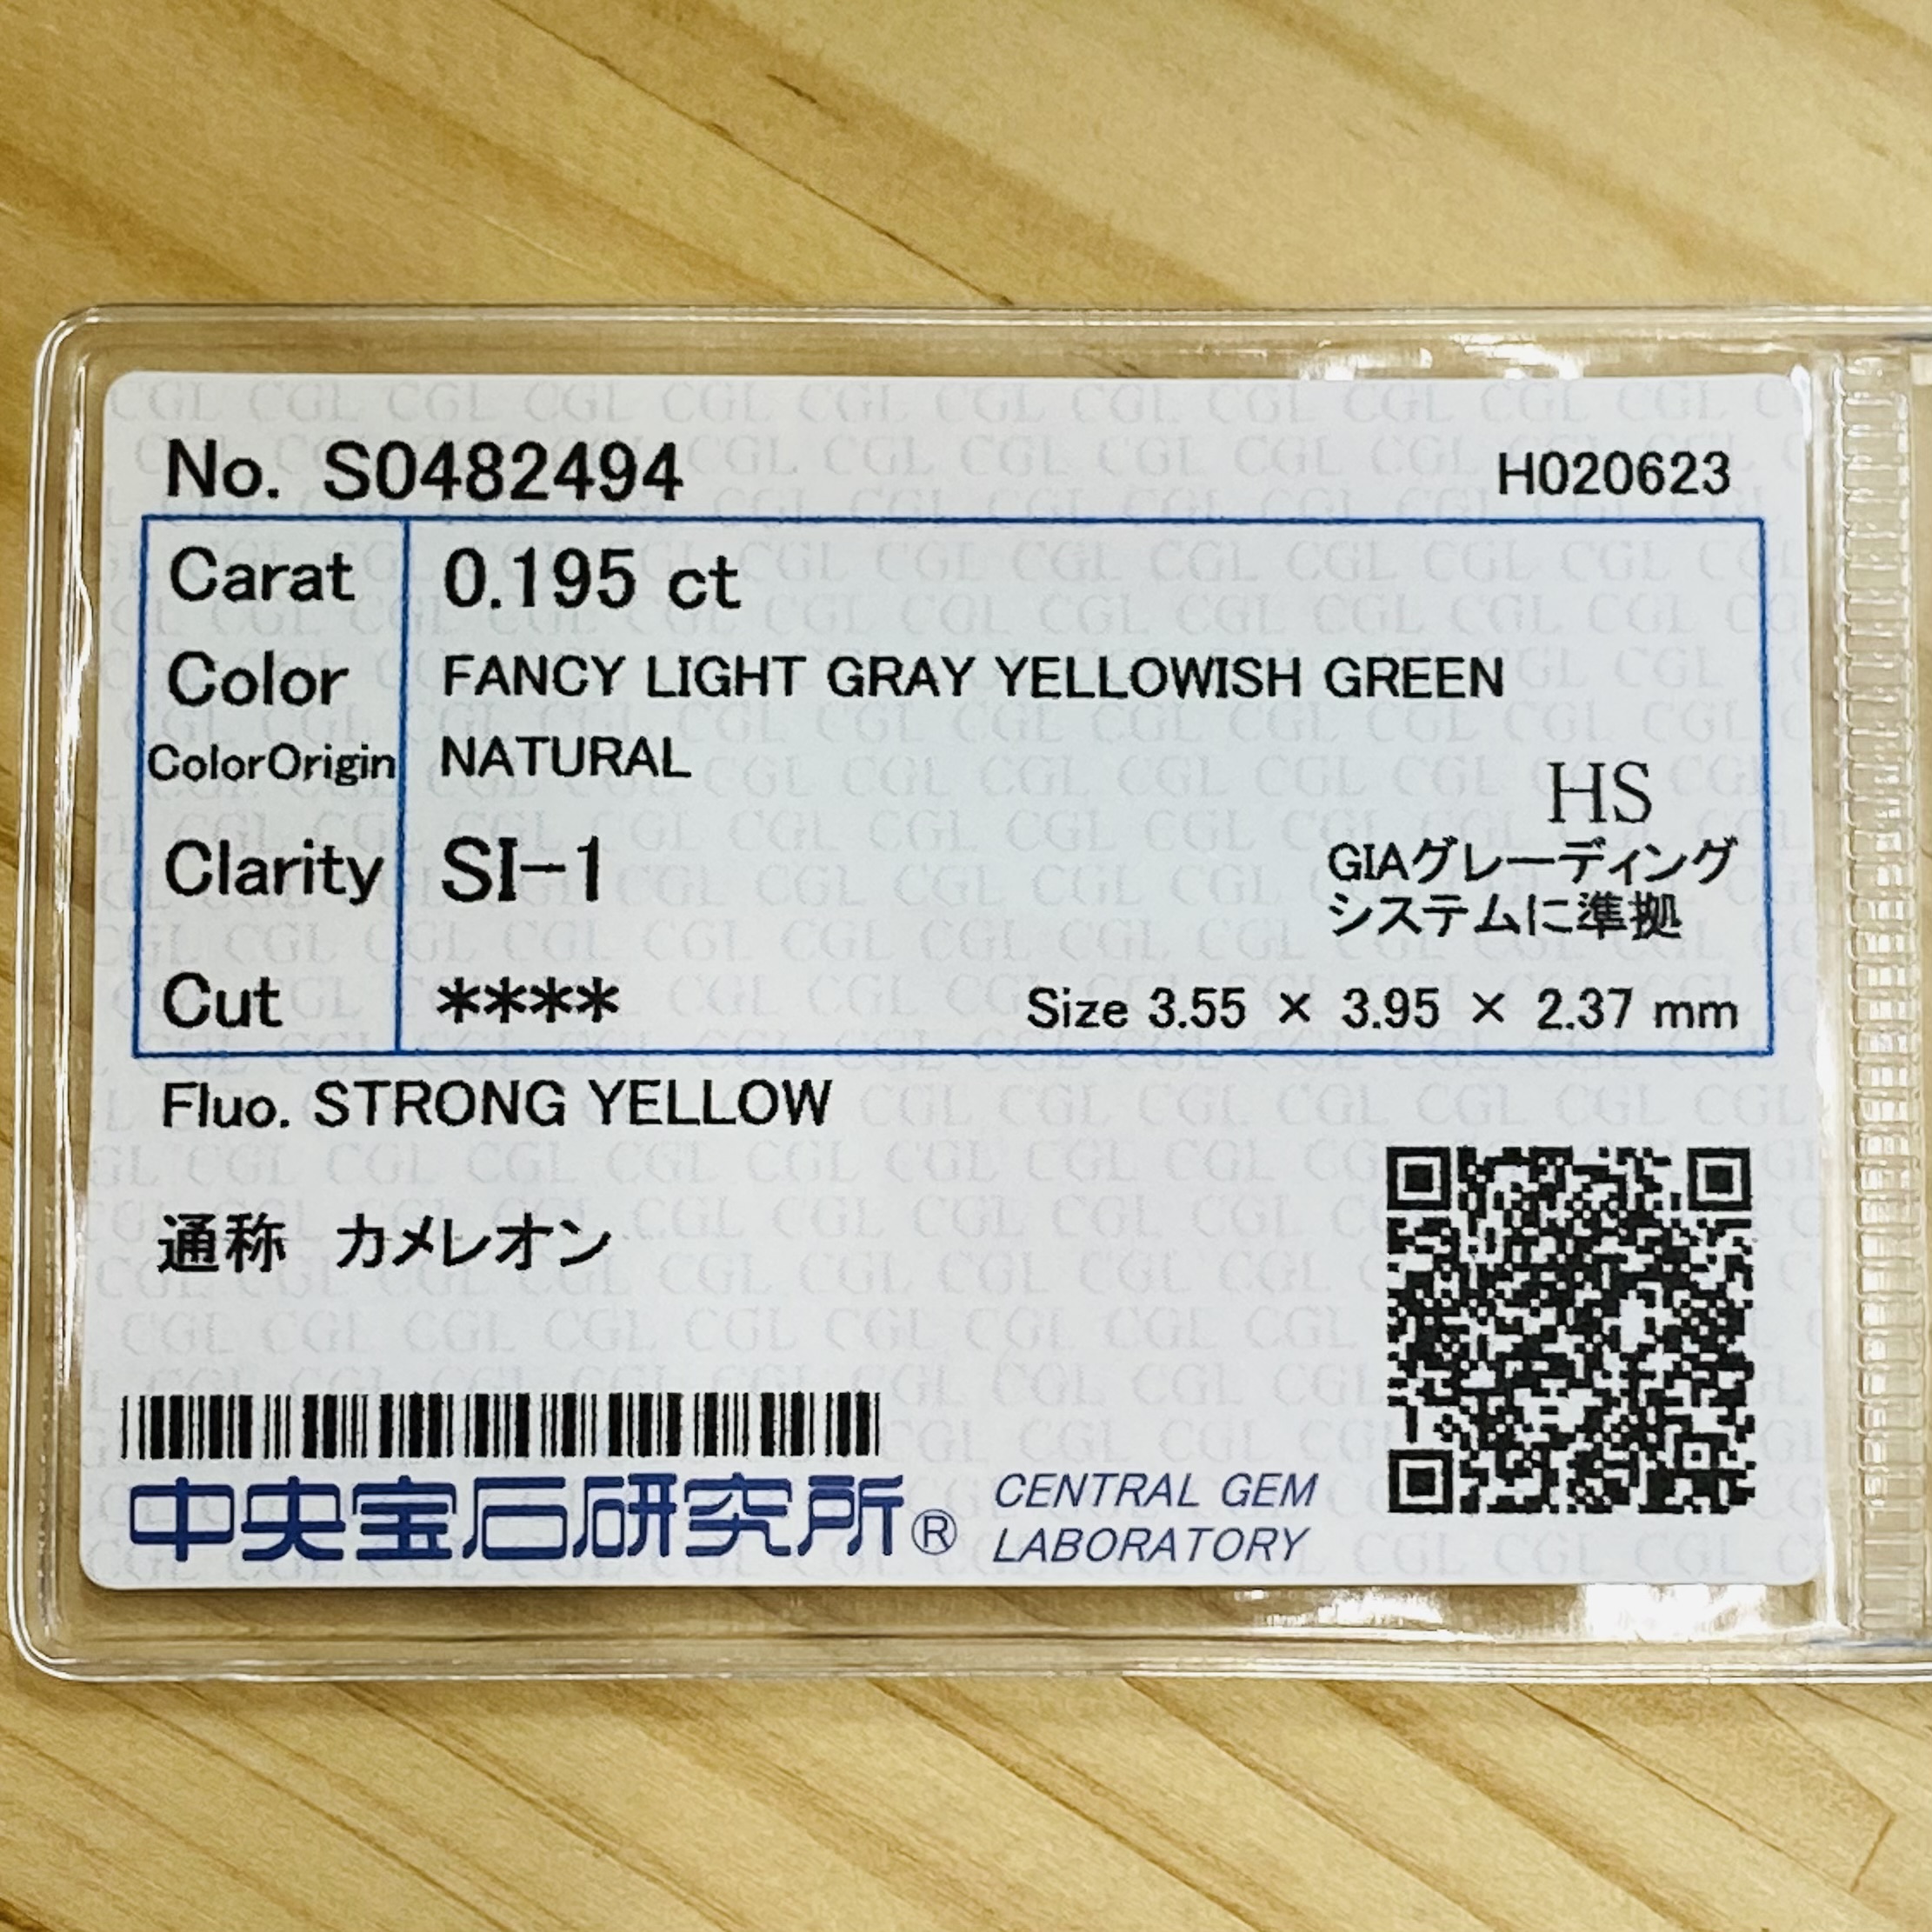 No. S0482494 H020623
Carat 0.195 ct
Color FANCY LIGHT GRAY YELLOWISH GREEN
ColorOrigin NATURAL
HS
Clarity SI-1 GIAグレーディング
システムに準拠
Cut **** Size 3.55 × 3.95 × 2.37 mm
Fluo. STRONG YELLOW
通称 カメレオン
中央宝石研究所® CENTRAL GEM
LABORATORY